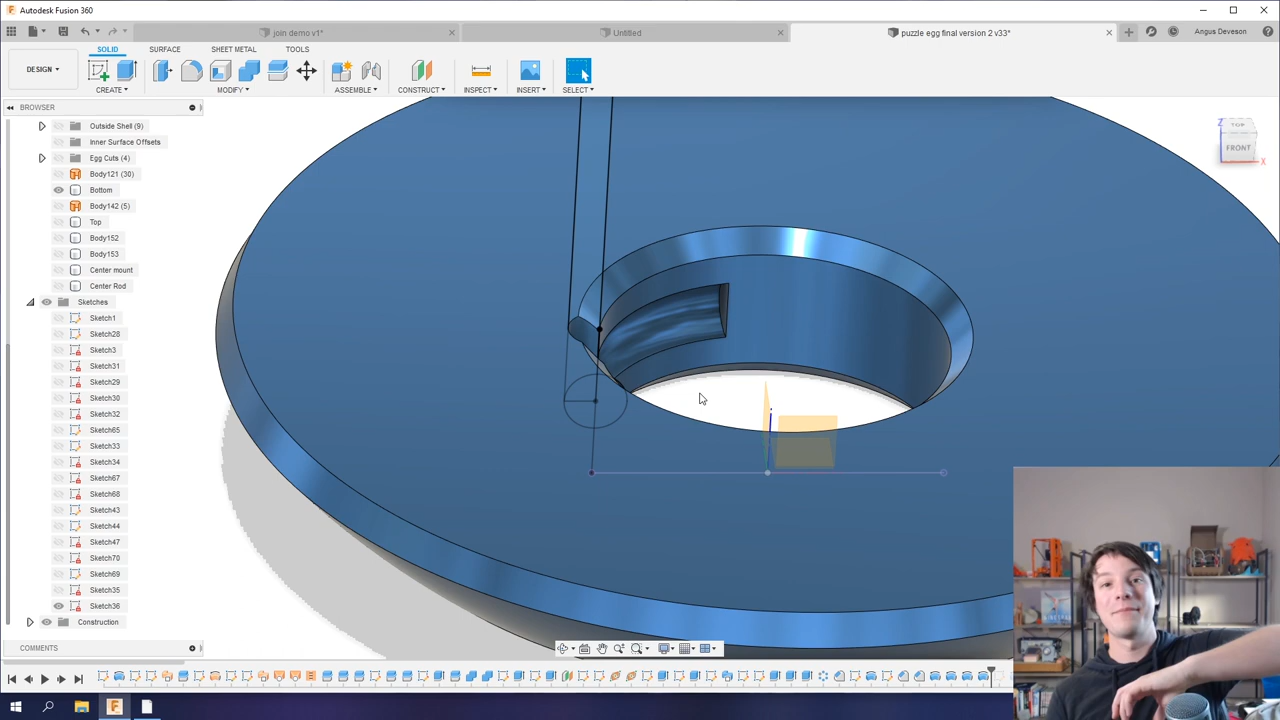 Autodesk Fusion 360
join demo v1*
Untitled
puzzle egg final version 2 v33*
Angus Deveson
DESIGN
SOLID
SURFACE
SHEET METAL
TOOLS
CREATE
MODIFY
ASSEMBLE
CONSTRUCT
INSPECT
INSERT
SELECT
BROWSER
Outside Shell (9)
Inner Surface Offsets
Egg Cuts (4)
Body121 (30)
Bottom
Body142 (5)
Top
Body152
Body153
Center mount
Center Rod
Sketches
Sketch1
Sketch28
Sketch3
Sketch31
Sketch29
Sketch30
Sketch32
Sketch65
Sketch33
Sketch34
Sketch67
Sketch68
Sketch43
Sketch44
Sketch47
Sketch70
Sketch69
Sketch35
Sketch36
Construction
COMMENTS
Z
TOP
FRONT
X